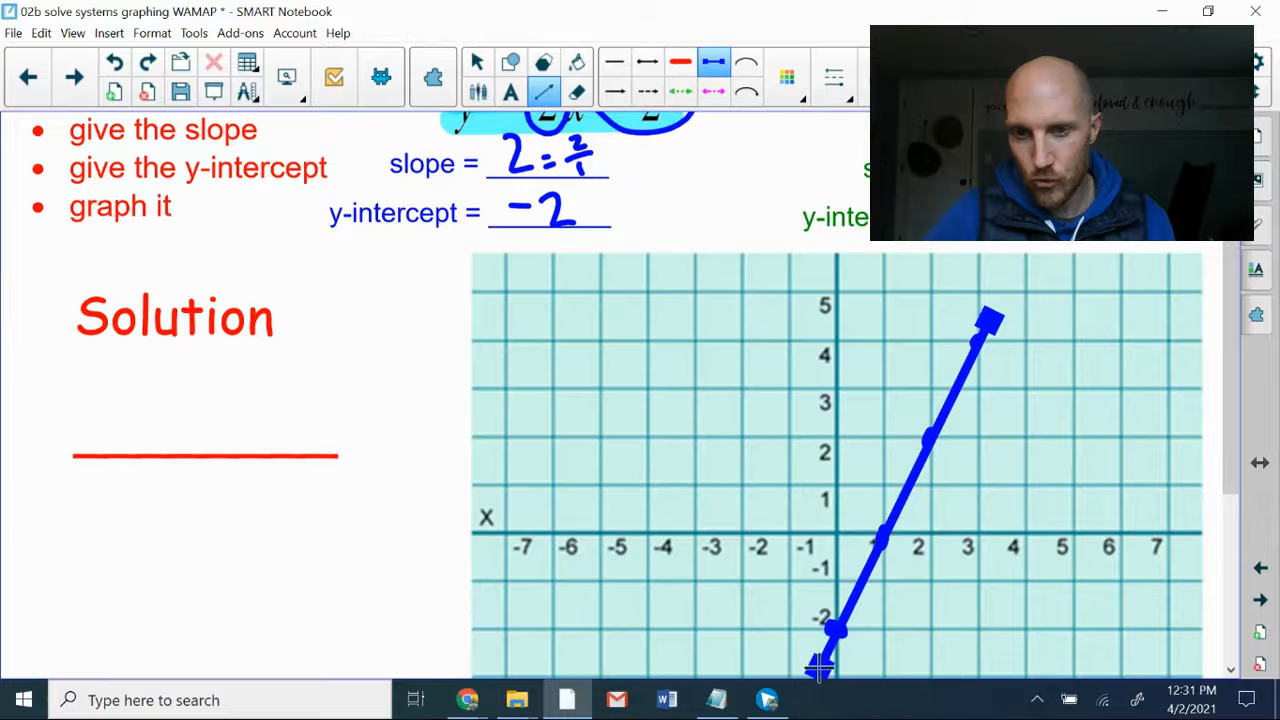 02b solve systems graphing WAMAP * - SMART Notebook
File Edit View Insert Format Tools Add-ons Account Help
• give the slope
slope = 2 = 2/1
• give the y-intercept
y-intercept = -2
• graph it
y-inte
Solution
5
4
3
2
1
X
-7 -6 -5 -4 -3 -2 -1 1 2 3 4 5 6 7
-1
-2
Type here to search
12:31 PM
4/2/2021